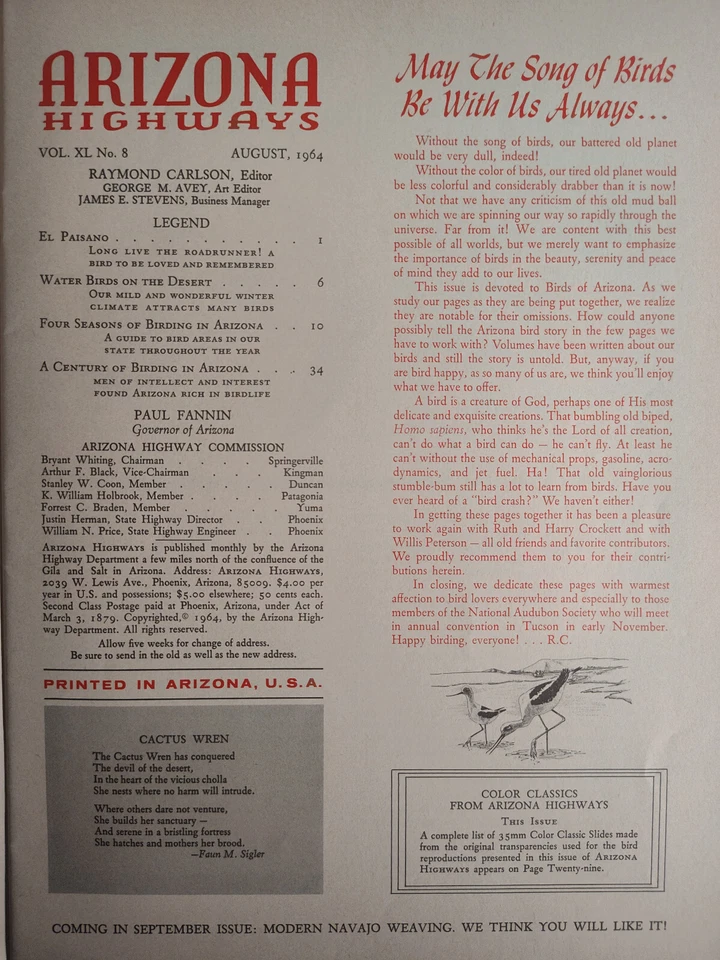 ARIZONA
HIGHWAYS
VOL. XL No. 8 AUGUST, 1964
RAYMOND CARLSON, Editor
GEORGE M. AVEY, Art Editor
JAMES E. STEVENS, Business Manager
LEGEND
EL PAISANO . . . . . . . . . . . 1
LONG LIVE THE ROADRUNNER! A
BIRD TO BE LOVED AND REMEMBERED
WATER BIRDS ON THE DESERT . . . . . 6
OUR MILD AND WONDERFUL WINTER
CLIMATE ATTRACTS MANY BIRDS
FOUR SEASONS OF BIRDING IN ARIZONA . . 10
A GUIDE TO BIRD AREAS IN OUR
STATE THROUGHOUT THE YEAR
A CENTURY OF BIRDING IN ARIZONA . . . 34
MEN OF INTELLECT AND INTEREST
FOUND ARIZONA RICH IN BIRDLIFE
PAUL FANNIN
Governor of Arizona
ARIZONA HIGHWAY COMMISSION
Bryant Whiting, Chairman . . . . Springerville
Arthur F. Black, Vice-Chairman . . . Kingman
Stanley W. Coon, Member . . . . . Duncan
K. William Holbrook, Member . . . . Patagonia
Forrest C. Braden, Member . . . . . Yuma
Justin Herman, State Highway Director . . Phoenix
William N. Price, State Highway Engineer . . Phoenix
ARIZONA HIGHWAYS is published monthly by the Arizona
Highway Department a few miles north of the confluence of the
Gila and Salt in Arizona. Address: ARIZONA HIGHWAYS,
2039 W. Lewis Ave., Phoenix, Arizona, 85009. $4.00 per
year in U.S. and possessions; $5.00 elsewhere; 50 cents each.
Second Class Postage paid at Phoenix, Arizona, under Act of
March 3, 1879. Copyrighted,© 1964, by the Arizona High-
way Department. All rights reserved.
Allow five weeks for change of address.
Be sure to send in the old as well as the new address.
PRINTED IN ARIZONA, U.S.A.
CACTUS WREN
The Cactus Wren has conquered
The devil of the desert,
In the heart of the vicious cholla
She nests where no harm will intrude.
Where others dare not venture,
She builds her sanctuary —
And serene in a bristling fortress
She hatches and mothers her brood.
—Faun M. Sigler
May The Song of Birds
Be With Us Always...
Without the song of birds, our battered old planet
would be very dull, indeed!
Without the color of birds, our tired old planet would
be less colorful and considerably drabber than it is now!
Not that we have any criticism of this old mud ball
on which we are spinning our way so rapidly through the
universe. Far from it! We are content with this best
possible of all worlds, but we merely want to emphasize
the importance of birds in the beauty, serenity and peace
of mind they add to our lives.
This issue is devoted to Birds of Arizona. As we
study our pages as they are being put together, we realize
they are notable for their omissions. How could anyone
possibly tell the Arizona bird story in the few pages we
have to work with? Volumes have been written about our
birds and still the story is untold. But, anyway, if you
are bird happy, as so many of us are, we think you'll enjoy
what we have to offer.
A bird is a creature of God, perhaps one of His most
delicate and exquisite creations. That bumbling old biped,
Homo sapiens, who thinks he's the Lord of all creation,
can't do what a bird can do — he can't fly. At least he
can't without the use of mechanical props, gasoline, acro-
dynamics, and jet fuel. Ha! That old vainglorious
stumble-bum still has a lot to learn from birds. Have you
ever heard of a "bird crash?" We haven't either!
In getting these pages together it has been a pleasure
to work again with Ruth and Harry Crockett and with
Willis Peterson — all old friends and favorite contributors.
We proudly recommend them to you for their contri-
butions herein.
In closing, we dedicate these pages with warmest
affection to bird lovers everywhere and especially to those
members of the National Audubon Society who will meet
in annual convention in Tucson in early November.
Happy birding, everyone! . . . R.C.
COLOR CLASSICS
FROM ARIZONA HIGHWAYS
THIS ISSUE
A complete list of 35mm Color Classic Slides made
from the original transparencies used for the bird
reproductions presented in this issue of ARIZONA
HIGHWAYS appears on Page Twenty-nine.
COMING IN SEPTEMBER ISSUE: MODERN NAVAJO WEAVING. WE THINK YOU WILL LIKE IT!